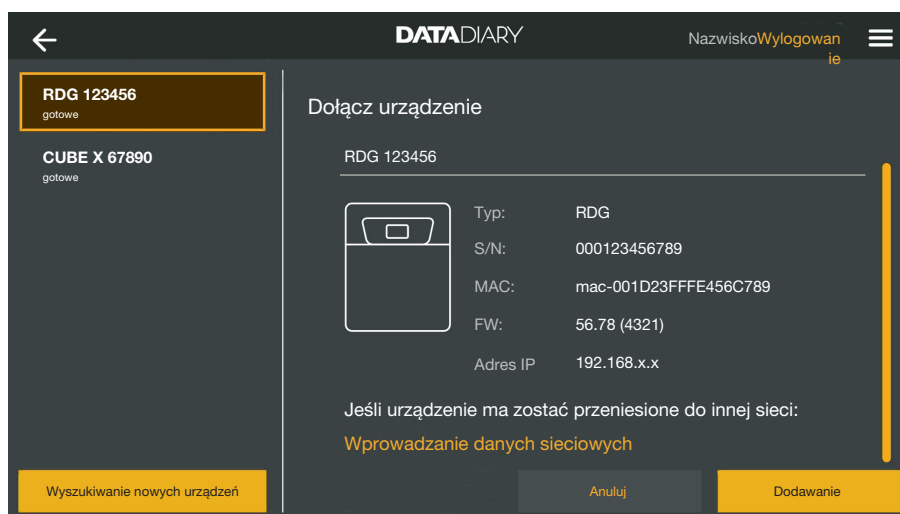 DATADIARY
NazwiskoWylogowan
ie
RDG 123456
gotowe
CUBE X 67890
gotowe
Wyszukiwanie nowych urządzeń
Dołącz urządzenie
RDG 123456
Typ: RDG
S/N: 000123456789
MAC: mac-001D23FFFE456C789
FW: 56.78 (4321)
Adres IP 192.168.x.x
Jeśli urządzenie ma zostać przeniesione do innej sieci:
Wprowadzanie danych sieciowych
Anuluj
Dodawanie